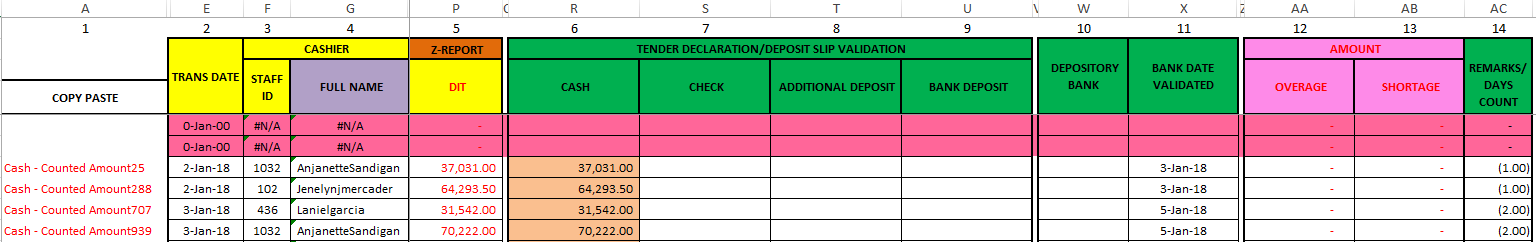 A E F G P C R S T U V W X Z AA AB AC
1 2 3 4 5 6 7 8 9 10 11 12 13 14
CASHIER Z-REPORT TENDER DECLARATION/DEPOSIT SLIP VALIDATION AMOUNT
COPY PASTE TRANS DATE STAFF ID FULL NAME DIT CASH CHECK ADDITIONAL DEPOSIT BANK DEPOSIT DEPOSITORY BANK BANK DATE VALIDATED OVERAGE SHORTAGE REMARKS/ DAYS COUNT
0-Jan-00 #N/A #N/A - - - -
0-Jan-00 #N/A #N/A - - - -
Cash - Counted Amount25 2-Jan-18 1032 AnjanetteSandigan 37,031.00 37,031.00 3-Jan-18 - - (1.00)
Cash - Counted Amount288 2-Jan-18 102 Jenelynjmercader 64,293.50 64,293.50 3-Jan-18 - - (1.00)
Cash - Counted Amount707 3-Jan-18 436 Lanielgarcia 31,542.00 31,542.00 5-Jan-18 - - (2.00)
Cash - Counted Amount939 3-Jan-18 1032 AnjanetteSandigan 70,222.00 70,222.00 5-Jan-18 - - (2.00)